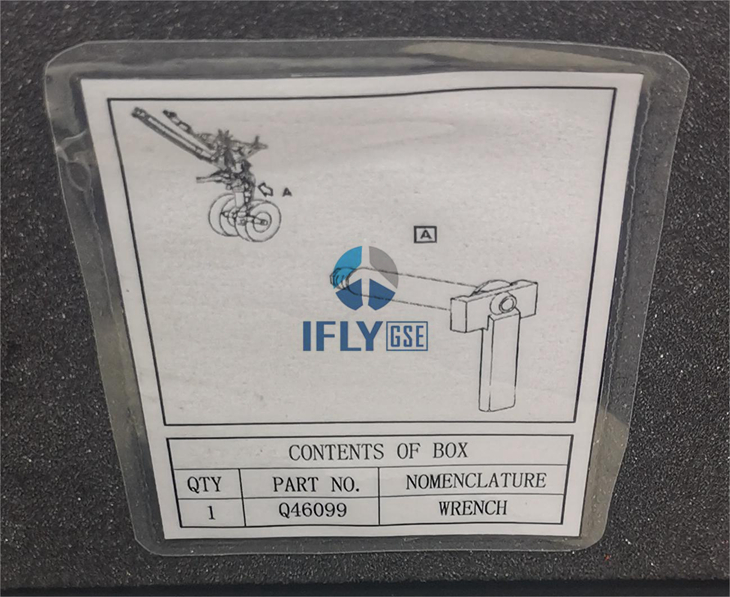 A
A
IFLY GSE
CONTENTS OF BOX
QTY PART NO. NOMENCLATURE
1 Q46099 WRENCH